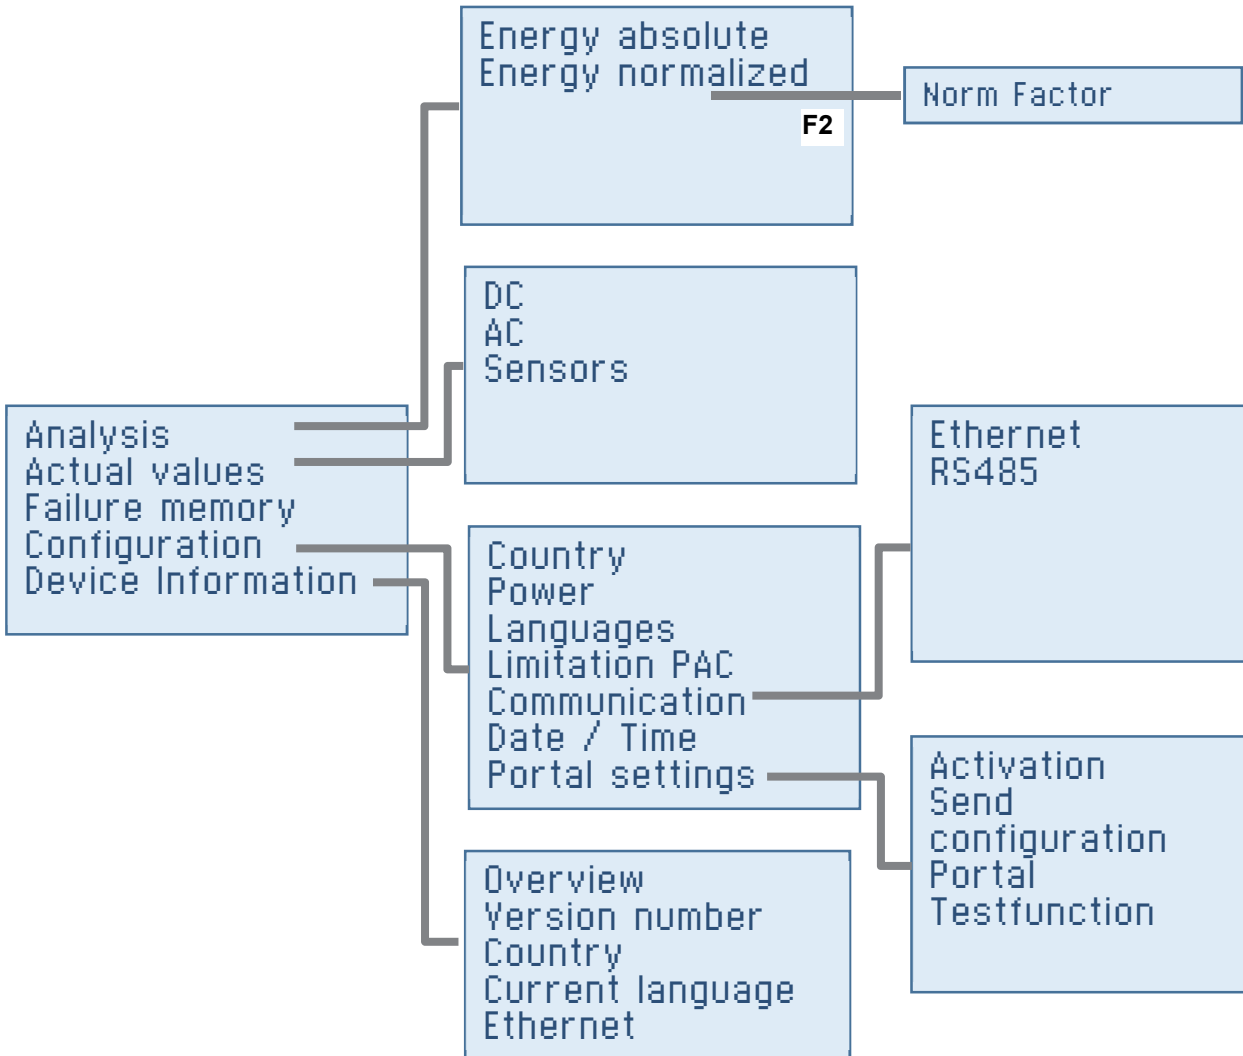 Energy absolute
Energy normalized
F2
Norm Factor
DC
AC
Sensors
Analysis
Actual values
Failure memory
Configuration
Device Information
Country
Power
Languages
Limitation PAC
Communication
Date / Time
Portal settings
Ethernet
RS485
Activation
Send
configuration
Portal
Testfunction
Overview
Version number
Country
Current language
Ethernet